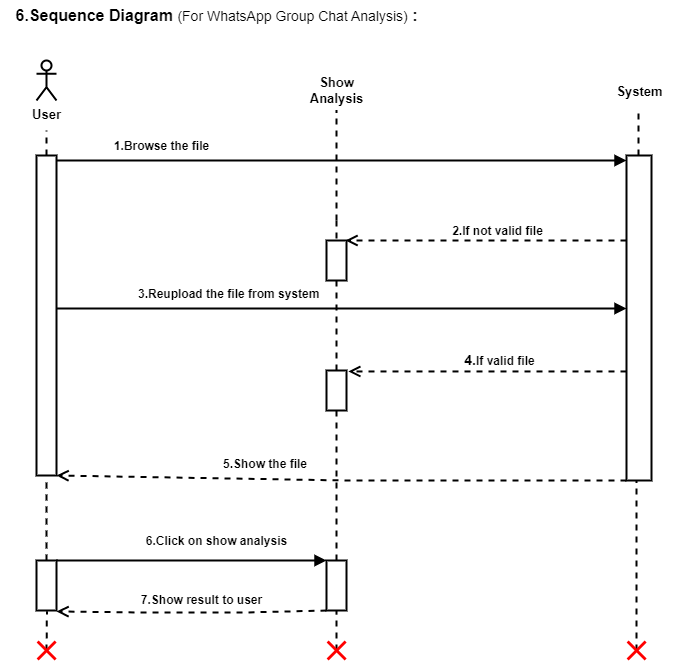 6.Sequence Diagram (For WhatsApp Group Chat Analysis) :
User
Show
Analysis
System
1.Browse the file
2.If not valid file
3.Reupload the file from system
4.If valid file
5.Show the file
6.Click on show analysis
7.Show result to user